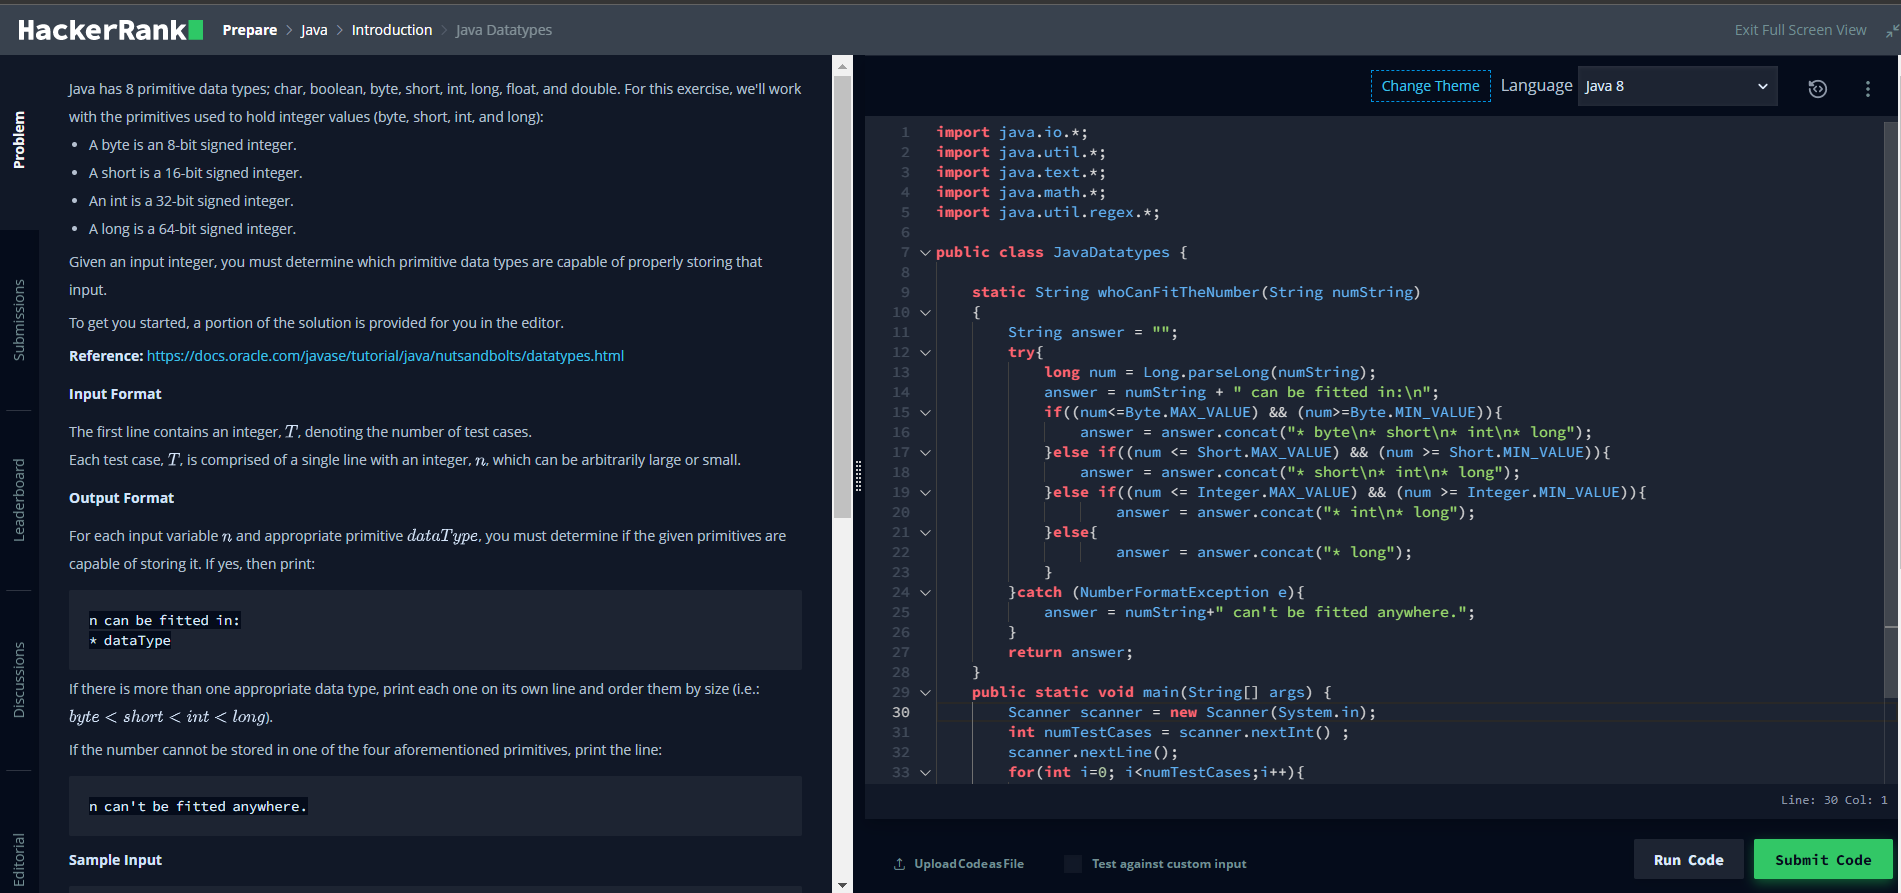 HackerRank Prepare > Java > Introduction > Java Datatypes Exit Full Screen View
Problem
Submissions
Leaderboard
Discussions
Editorial
Java has 8 primitive data types; char, boolean, byte, short, int, long, float, and double. For this exercise, we'll work
with the primitives used to hold integer values (byte, short, int, and long):
• A byte is an 8-bit signed integer.
• A short is a 16-bit signed integer.
• An int is a 32-bit signed integer.
• A long is a 64-bit signed integer.
Given an input integer, you must determine which primitive data types are capable of properly storing that
input.
To get you started, a portion of the solution is provided for you in the editor.
Reference: https://docs.oracle.com/javase/tutorial/java/nutsandbolts/datatypes.html
Input Format
The first line contains an integer, T, denoting the number of test cases.
Each test case, T, is comprised of a single line with an integer, n, which can be arbitrarily large or small.
Output Format
For each input variable n and appropriate primitive dataType, you must determine if the given primitives are
capable of storing it. If yes, then print:
n can be fitted in:
* dataType
If there is more than one appropriate data type, print each one on its own line and order them by size (i.e.:
byte < short < int < long).
If the number cannot be stored in one of the four aforementioned primitives, print the line:
n can't be fitted anywhere.
Sample Input
Change Theme Language Java 8
1 import java.io.*;
2 import java.util.*;
3 import java.text.*;
4 import java.math.*;
5 import java.util.regex.*;
6
7 public class JavaDatatypes {
8
9 static String whoCanFitTheNumber(String numString)
10 {
11 String answer = "";
12 try{
13 long num = Long.parseLong(numString);
14 answer = numString + " can be fitted in:\n";
15 if((num<=Byte.MAX_VALUE) && (num>=Byte.MIN_VALUE)){
16 answer = answer.concat("* byte\n* short\n* int\n* long");
17 }else if((num <= Short.MAX_VALUE) && (num >= Short.MIN_VALUE)){
18 answer = answer.concat("* short\n* int\n* long");
19 }else if((num <= Integer.MAX_VALUE) && (num >= Integer.MIN_VALUE)){
20 answer = answer.concat("* int\n* long");
21 }else{
22 answer = answer.concat("* long");
23 }
24 }catch (NumberFormatException e){
25 answer = numString+" can't be fitted anywhere.";
26 }
27 return answer;
28 }
29 public static void main(String[] args) {
30 Scanner scanner = new Scanner(System.in);
31 int numTestCases = scanner.nextInt() ;
32 scanner.nextLine();
33 for(int i=0; i<numTestCases;i++){
Line: 30 Col: 1
Upload Code as File Test against custom input Run Code Submit Code